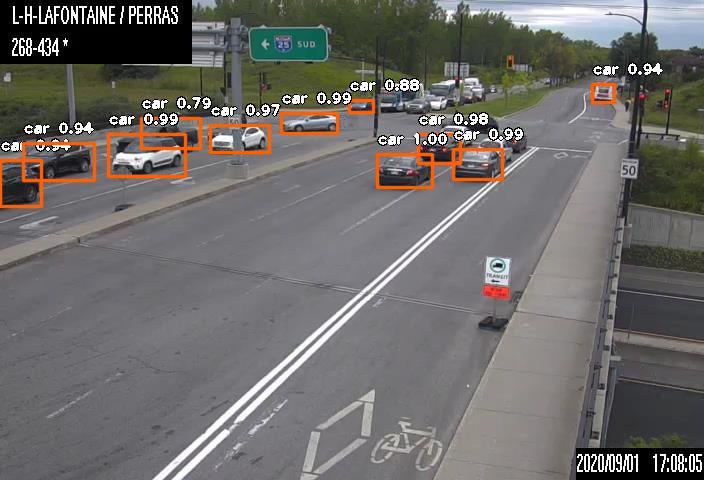 L-H-LAFONTAINE / PERRAS
268-434 *
25 SUD
car 0.88
car 0.94
car 0.79
car 0.97
car 0.99
car 0.94
car 0.99
car 0.94
car 0.98
car 1.00
car 0.99
50
TRANSIT
2020/09/01 17:08:05